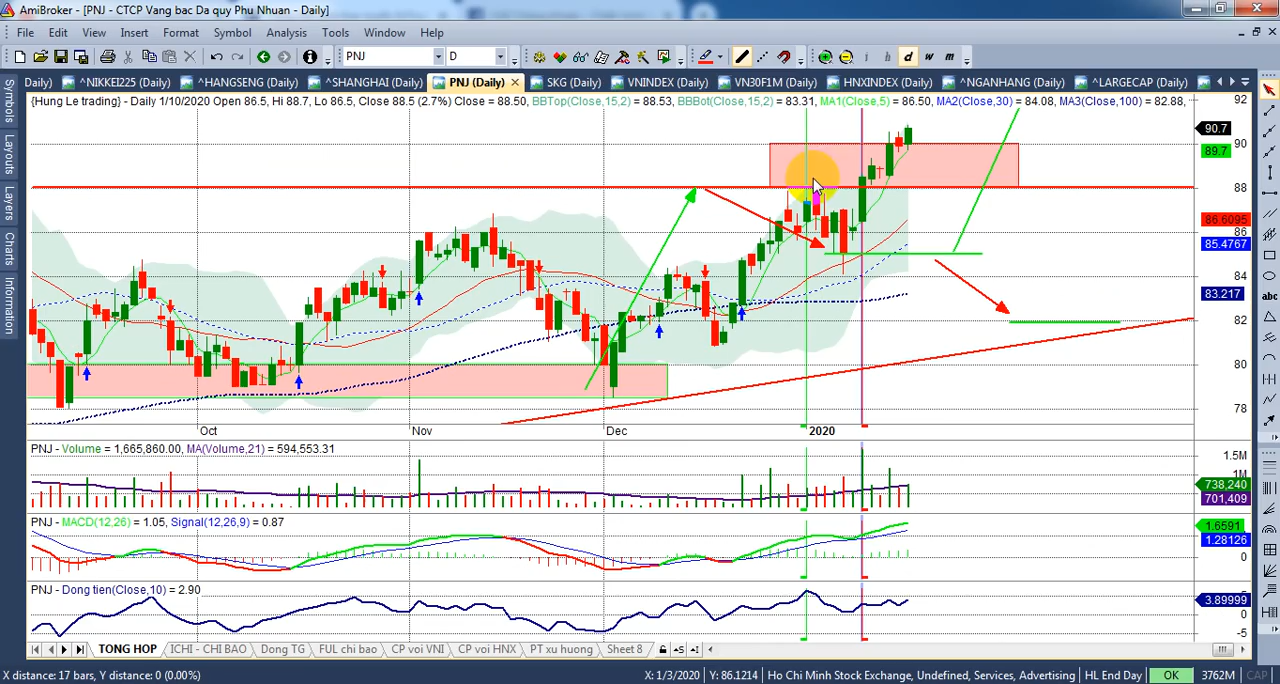 AmiBroker - [PNJ - CTCP Vang bac Da quy Phu Nhuan - Daily]
File Edit View Insert Format Symbol Analysis Tools Window Help
PNJ D i h d w m
Daily) ^NIKKEI225 (Daily) ^HANGSENG (Daily) ^SHANGHAI (Daily) PNJ (Daily) SKG (Daily) VNINDEX (Daily) VN30F1M (Daily) HNXINDEX (Daily) ^NGANHANG (Daily) ^LARGECAP (Daily)
Symbols
Layouts
Layers
Charts
Information
{Hung Le trading} - Daily 1/10/2020 Open 86.5, Hi 88.7, Lo 86.5, Close 88.5 (2.7%) Close = 88.50, BBTop(Close,15,2) = 88.53, BBBot(Close,15,2) = 83.31, MA1(Close,5) = 86.50, MA2(Close,30) = 84.08, MA3(Close,100) = 82.88,
92
90.7
90
89.7
88
86.6095
86
85.4767
84
83.217
82
80
78
Oct Nov Dec 2020
PNJ - Volume = 1,665,860.00, MA(Volume,21) = 594,553.31
1.5M
1M
738,240
701,409
PNJ - MACD(12,26) = 1.05, Signal(12,26,9) = 0.87
1.6591
1.28126
0
PNJ - Dong tien(Close,10) = 2.90
3.89999
0
-5
abc
TONG HOP ICHI - CHI BAO Dong TG FUL chi bao CP voi VNI CP voi HNX PT xu huong Sheet 8
X distance: 17 bars, Y distance: 0 (0.00%) X: 1/3/2020 Y: 86.1214 Ho Chi Minh Stock Exchange, Undefined, Services, Advertising HL End Day OK 3762M CAP